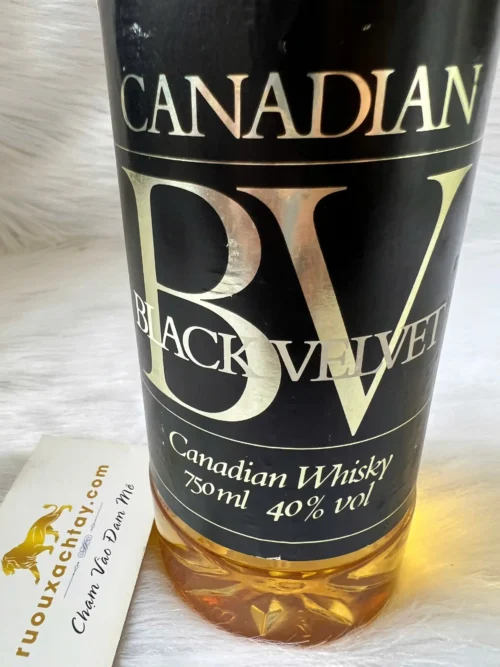 CANADIAN
BV
BLACK VELVET
Canadian Whisky
750ml 40% vol
ruouxachtay.com
Chạm Vào Đam Mê